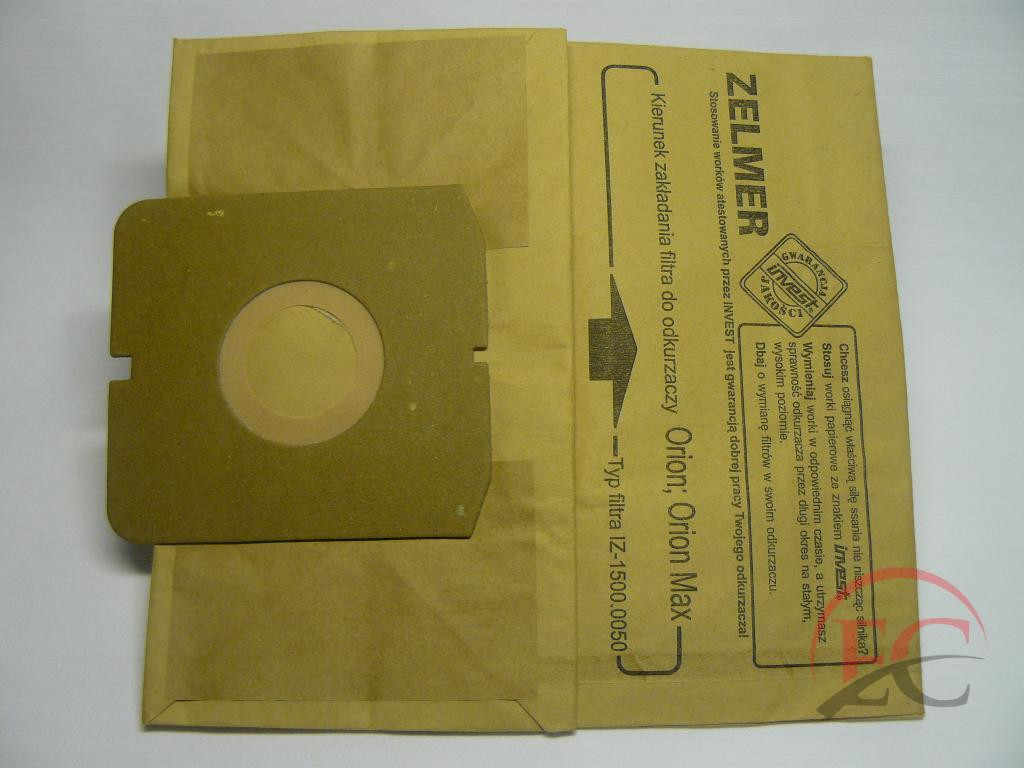 ZELMER
Stosowanie worków atestowanych przez INVEST jest gwarancją dobrej pracy Twojego odkurzacza!
GWARANCJA
invest®
JAKOŚCI
Chcesz osiągnąć właściwą siłę ssania nie niszcząc silnika?
Stosuj worki papierowe ze znakiem invest®
Wymieniaj worki w odpowiednim czasie, a utrzymasz
sprawność odkurzacza przez długi okres na stałym,
wysokim poziomie.
Dbaj o wymianę filtrów w swoim odkurzaczu.
Kierunek zakładania filtra do odkurzaczy Orion; Orion Max
Typ filtra IZ-1500.0050
FCC